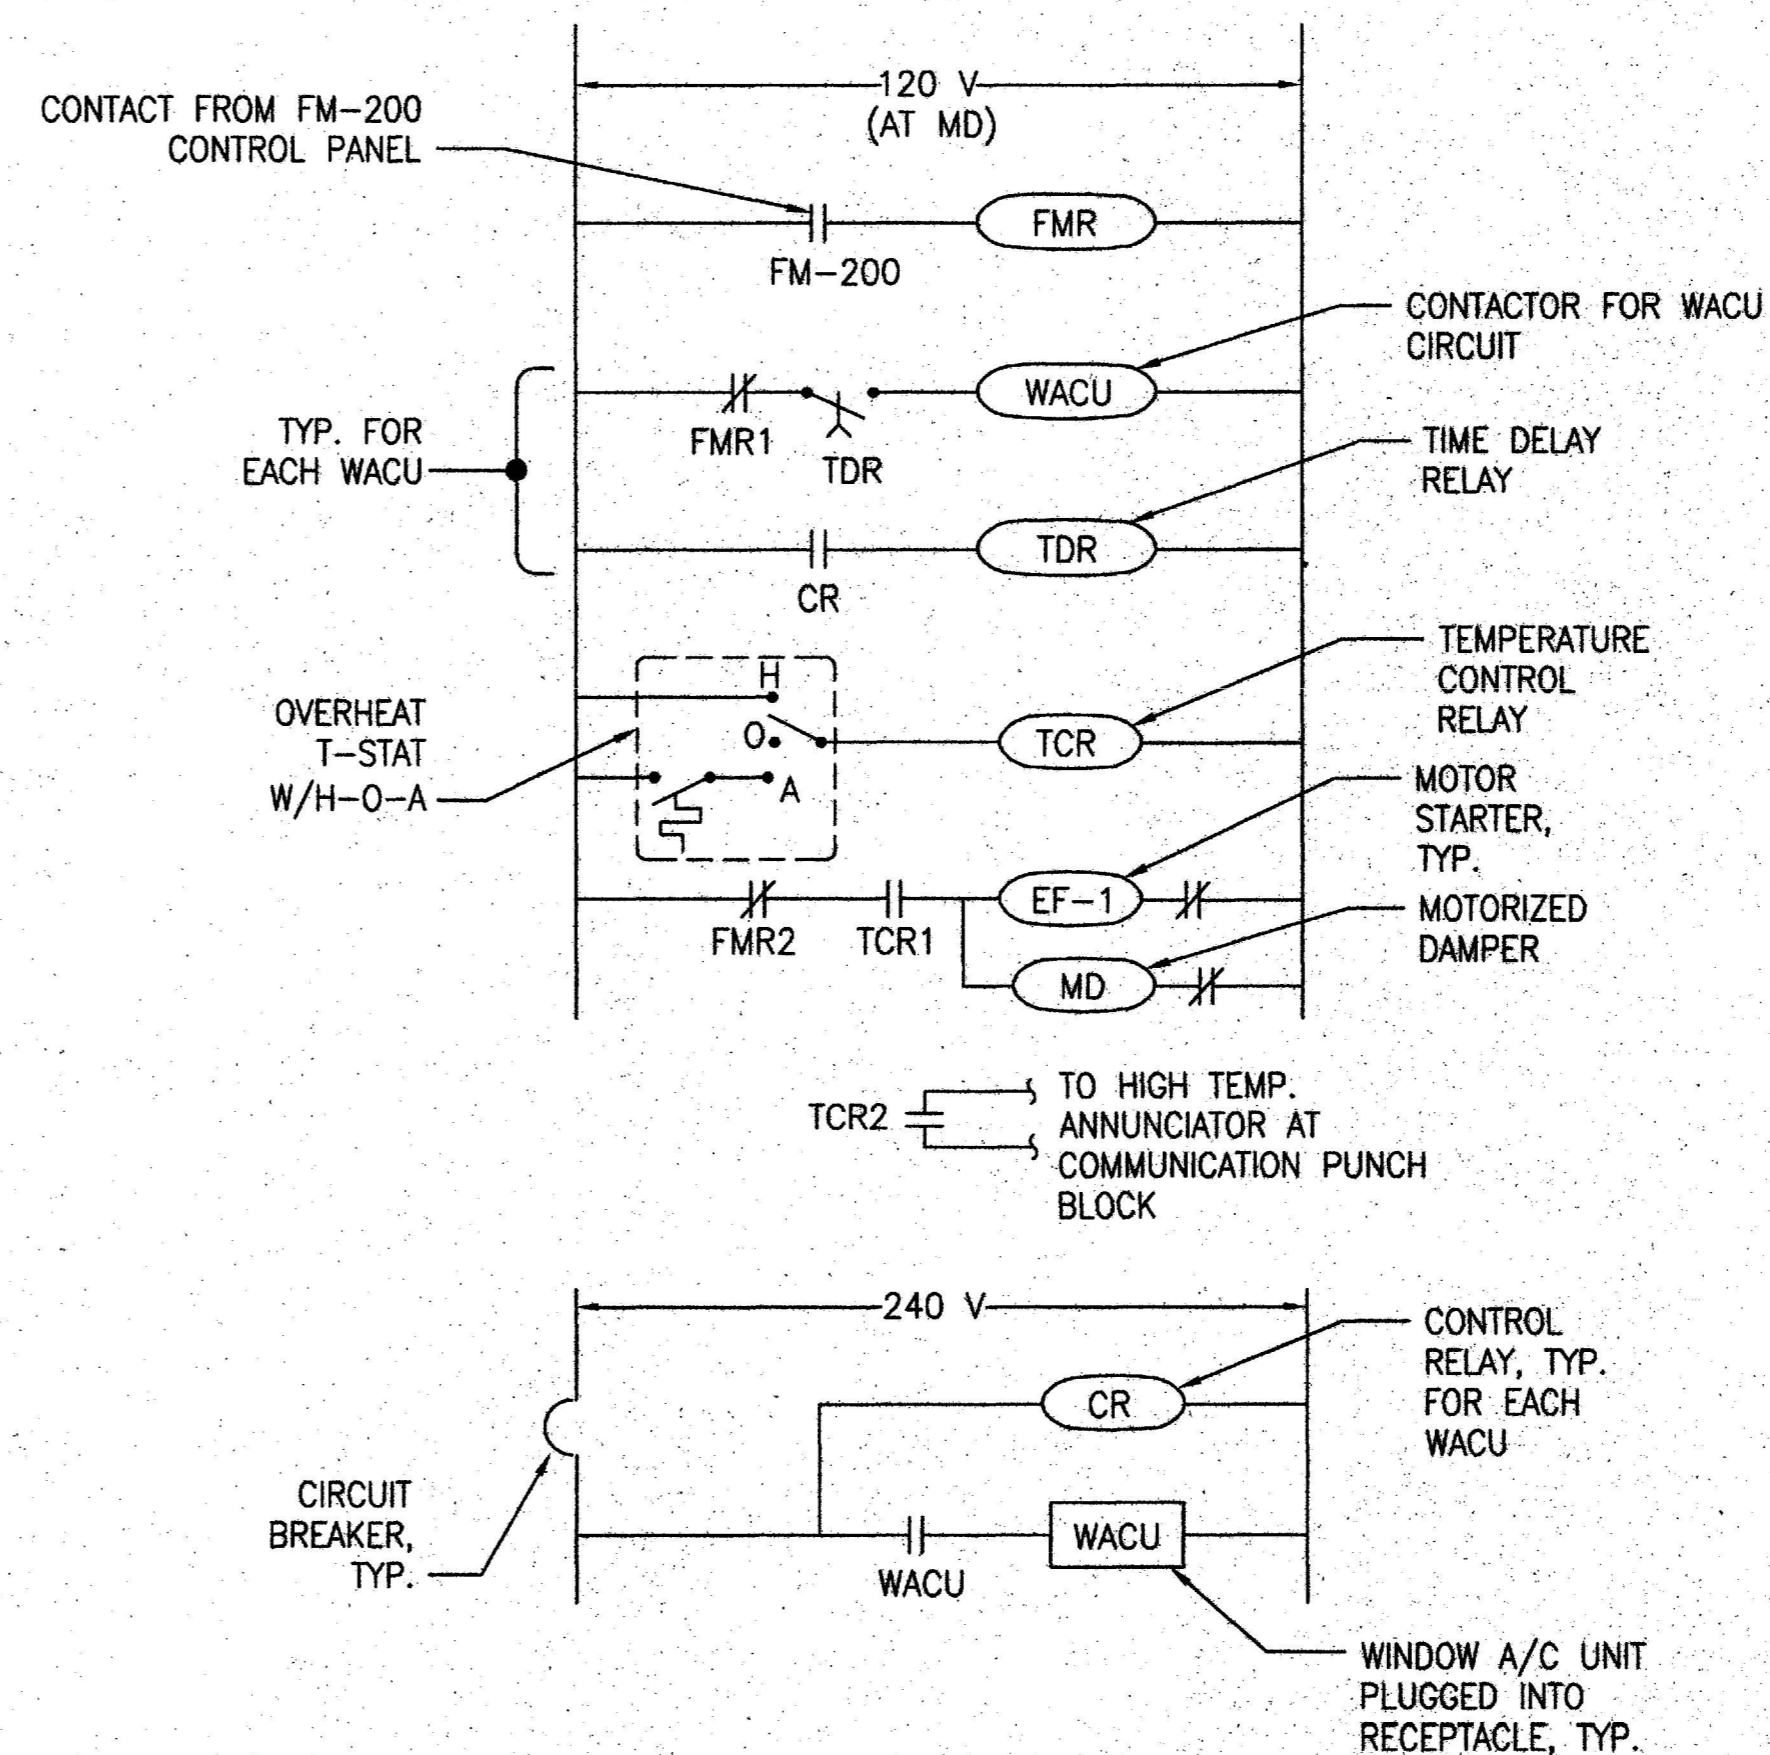 120 V
(AT MD)
CONTACT FROM FM-200
CONTROL PANEL
FMR
FM-200
CONTACTOR FOR WACU
CIRCUIT
WACU
FMR1
TDR
TYP. FOR
EACH WACU
TIME DELAY
RELAY
TDR
CR
TEMPERATURE
CONTROL
RELAY
H
O
A
OVERHEAT
T-STAT
W/H-O-A
TCR
MOTOR
STARTER,
TYP.
EF-1
FMR2
TCR1
MOTORIZED
DAMPER
MD
TCR2
TO HIGH TEMP.
ANNUNCIATOR AT
COMMUNICATION PUNCH
BLOCK
240 V
CONTROL
RELAY, TYP.
FOR EACH
WACU
CR
CIRCUIT
BREAKER,
TYP.
WACU
WACU
WINDOW A/C UNIT
PLUGGED INTO
RECEPTACLE, TYP.